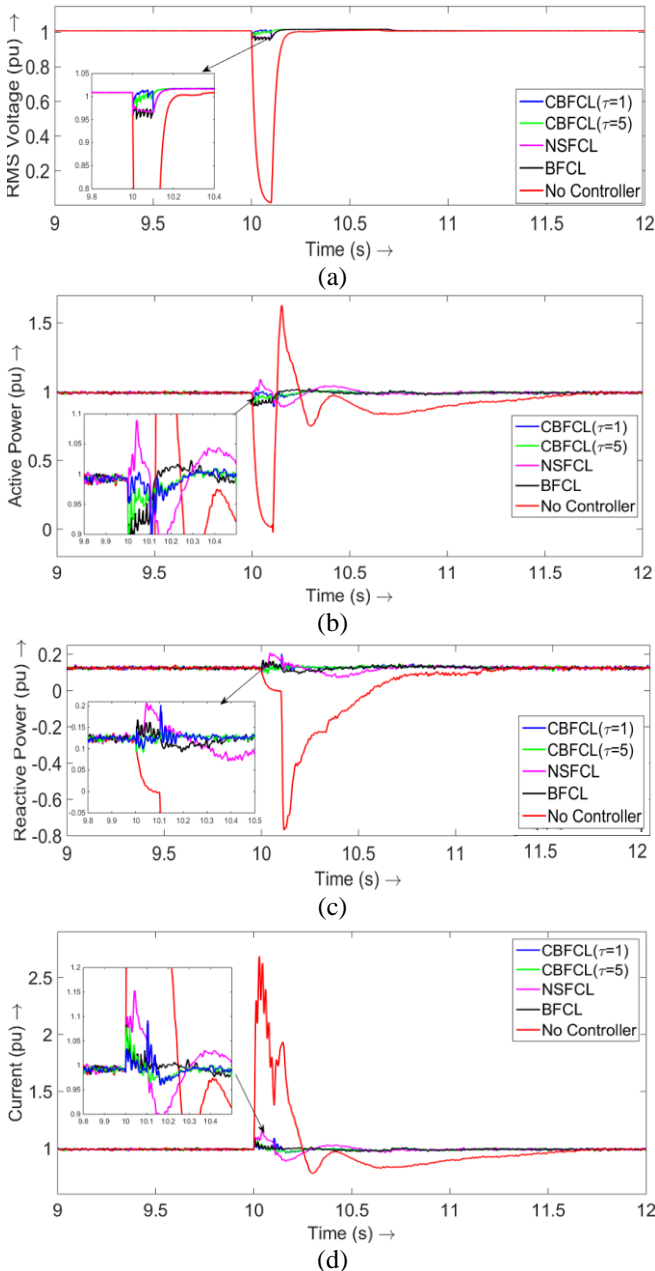 RMS Voltage (pu) →
1
0.8
0.6
0.4
0.2
1.05
1
0.95
0.9
0.85
0.8
9.8 10 10.2 10.4
CBFCL(τ=1)
CBFCL(τ=5)
NSFCL
BFCL
No Controller
9 9.5 10 10.5 11 11.5 12
Time (s) →
(a)
Active Power (pu) →
1.5
1
0.5
0
1.1
1.05
1
0.95
0.9
9.8 9.9 10 10.1 10.2 10.3 10.4
CBFCL(τ=1)
CBFCL(τ=5)
NSFCL
BFCL
No Controller
9 9.5 10 10.5 11 11.5 12
Time (s) →
(b)
Reactive Power (pu) →
0.2
0
-0.2
-0.4
-0.6
-0.8
0.2
0.15
0.1
0.05
0
-0.05
9.8 9.9 10 10.1 10.2 10.3 10.4 10.5
CBFCL(τ=1)
CBFCL(τ=5)
NSFCL
BFCL
No Controller
9 9.5 10 10.5 11 11.5 12
Time (s) →
(c)
Current (pu) →
2.5
2
1.5
1
1.2
1.15
1.1
1.05
1
0.95
0.9
9.8 9.9 10 10.1 10.2 10.3 10.4
CBFCL(τ=1)
CBFCL(τ=5)
NSFCL
BFCL
No Controller
9 9.5 10 10.5 11 11.5 12
Time (s) →
(d)